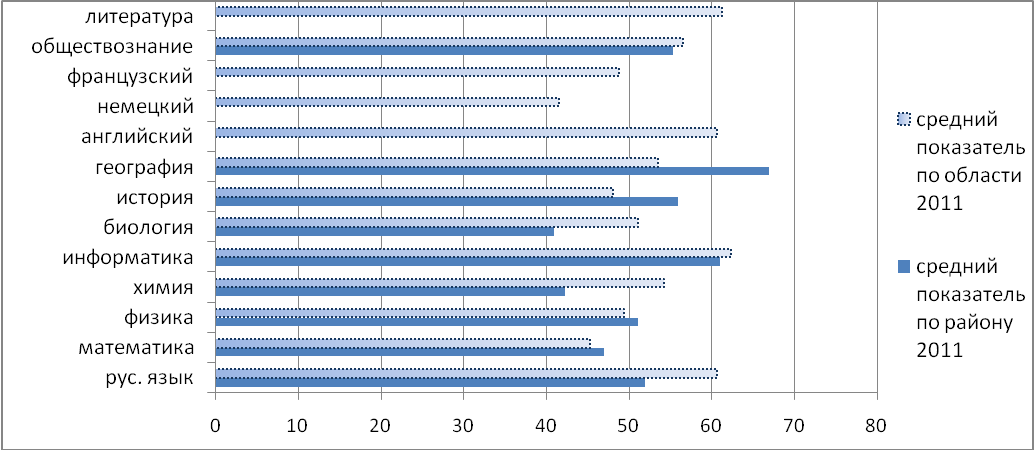 литература
обществознание
французский
немецкий
английский
география
история
биология
информатика
химия
физика
математика
рус. язык
0 10 20 30 40 50 60 70 80
средний
показатель
по области
2011
средний
показатель
по району
2011